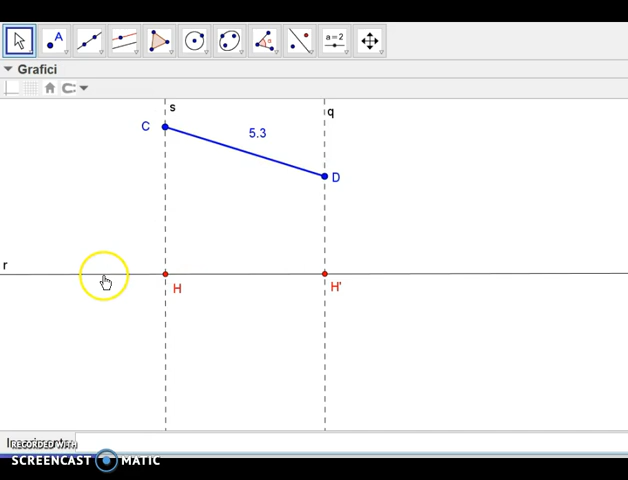 A
a=2
Grafici
s
q
C
5.3
D
r
H
H'
RECORDED WITH
SCREENCAST MATIC